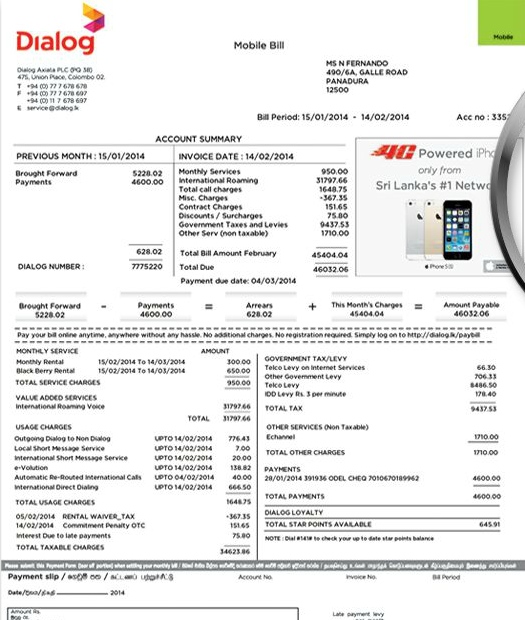 Dialog
Mobile Bill
Mobile
Dialog Axiata PLC (PQ 38)
475, Union Place, Colombo 02.
T +94 (0) 77 7 678 678
F +94 (0) 77 7 678 697
+94 (0) 11 7 678 697
E service@dialog.lk
MS N FERNANDO
490/6A, GALLE ROAD
PANADURA
12500
Bill Period: 15/01/2014 - 14/02/2014 Acc no : 3353
ACCOUNT SUMMARY
PREVIOUS MONTH : 15/01/2014 INVOICE DATE : 14/02/2014
Brought Forward 5228.02
Payments 4600.00
628.02
DIALOG NUMBER : 7775220
Monthly Services 950.00
International Roaming 31797.66
Total call charges 1648.75
Misc. Charges -367.35
Contract Charges 151.65
Discounts / Surcharges 75.80
Government Taxes and Levies 9437.53
Other Serv (non taxable) 1710.00
Total Bill Amount February 45404.04
Total Due 46032.06
Payment due date: 04/03/2014
4G Powered iPho
only from
Sri Lanka's #1 Netwo
iPhone 5s
Brought Forward - Payments = Arrears + This Month's Charges = Amount Payable
5228.02 4600.00 628.02 45404.04 46032.06
Pay your bill online anytime, anywhere without any hassle. No additional charges. No registration required. Simply log on to http://dialog.lk/paybill
MONTHLY SERVICE AMOUNT
Monthly Rental 15/02/2014 To 14/03/2014 300.00
Black Berry Rental 15/02/2014 To 14/03/2014 650.00
TOTAL SERVICE CHARGES 950.00
VALUE ADDED SERVICES
International Roaming Voice 31797.66
TOTAL 31797.66
USAGE CHARGES
Outgoing Dialog to Non Dialog UPTO 14/02/2014 776.43
Local Short Message Service UPTO 14/02/2014 7.00
International Short Message Service UPTO 14/02/2014 20.00
e-Volution UPTO 14/02/2014 138.82
Automatic Re-Routed International Calls UPTO 04/02/2014 40.00
International Direct Dialing UPTO 14/02/2014 666.50
TOTAL USAGE CHARGES 1648.75
05/02/2014 RENTAL WAIVER_TAX -367.35
14/02/2014 Commitment Penalty OTC 151.65
Interest Due to late payments 75.80
TOTAL TAXABLE CHARGES 34623.86
GOVERNMENT TAX/LEVY
Telco Levy on Internet Services 66.30
Other Government Levy 706.33
Telco Levy 8486.50
IDD Levy Rs. 3 per minute 178.40
TOTAL TAX 9437.53
OTHER SERVICES (Non Taxable)
Echannel 1710.00
TOTAL OTHER CHARGES 1710.00
PAYMENTS
28/01/2014 391936 ODEL CHEQ 7010670189962 4600.00
TOTAL PAYMENTS 4600.00
DIALOG LOYALTY
TOTAL STAR POINTS AVAILABLE 645.91
NOTE : Dial #141# to check your up to date star points balance
Please submit this Payment Form (tear off portion) when settling your monthly bill /
Payment slip / Account No. Invoice No. Bill Period
Date/ 2014
Amount Rs.
Late payment levy